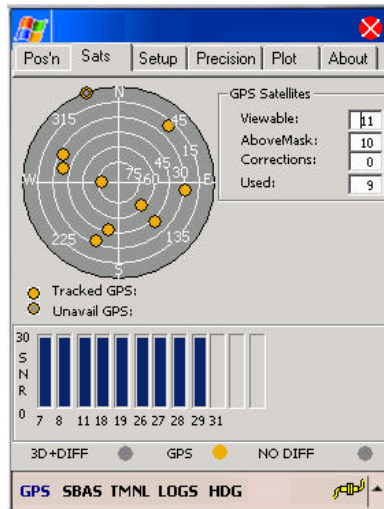 Pos'n Sats Setup Precision Plot About
GPS Satellites
Viewable: 11
AboveMask: 10
Corrections: 0
Used: 9
N
315 45
15
45 30
W 75 60 E
225 135
S
Tracked GPS:
Unavail GPS:
30
S
N
R
0
7 8 11 18 19 26 27 28 29 31
3D+DIFF GPS NO DIFF
GPS SBAS TMNL LOGS HDG